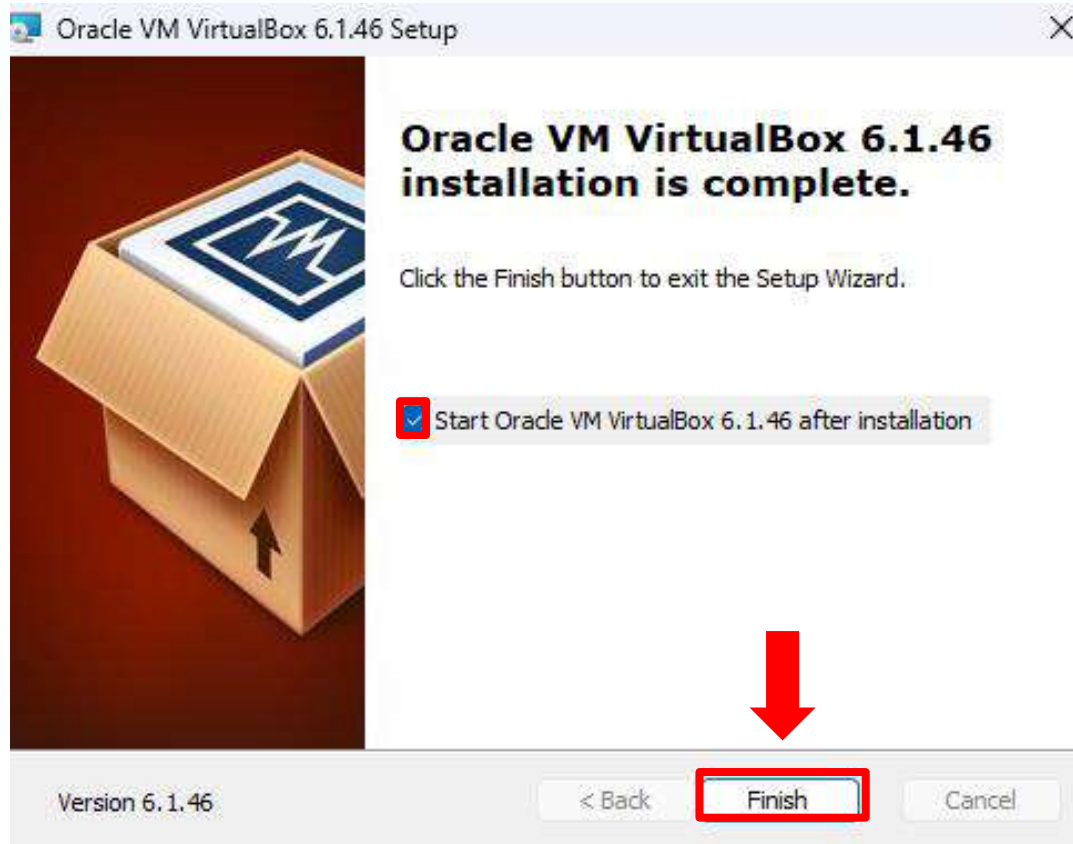 Oracle VM VirtualBox 6.1.46 Setup
Oracle VM VirtualBox 6.1.46
installation is complete.
Click the Finish button to exit the Setup Wizard.
Start Oracle VM VirtualBox 6.1.46 after installation
Version 6.1.46
< Back
Finish
Cancel